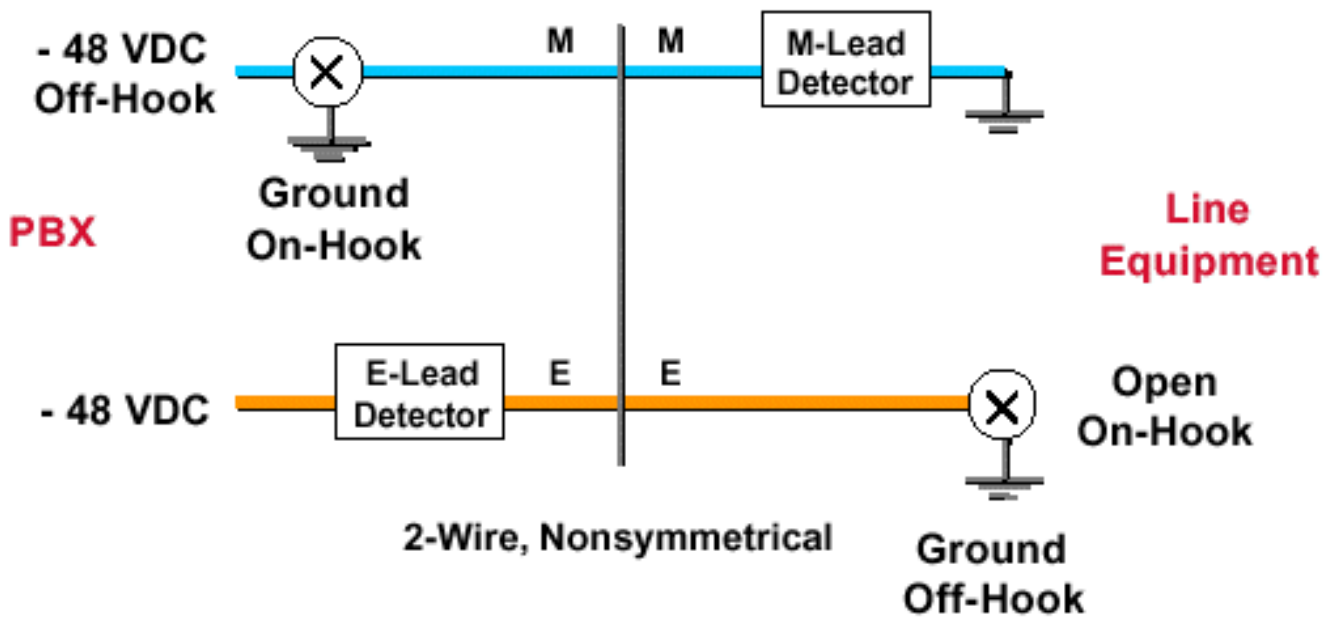 - 48 VDC
Off-Hook
M
M
M-Lead
Detector
Ground
On-Hook
PBX
Line
Equipment
- 48 VDC
E-Lead
Detector
E
E
Open
On-Hook
2-Wire, Nonsymmetrical
Ground
Off-Hook